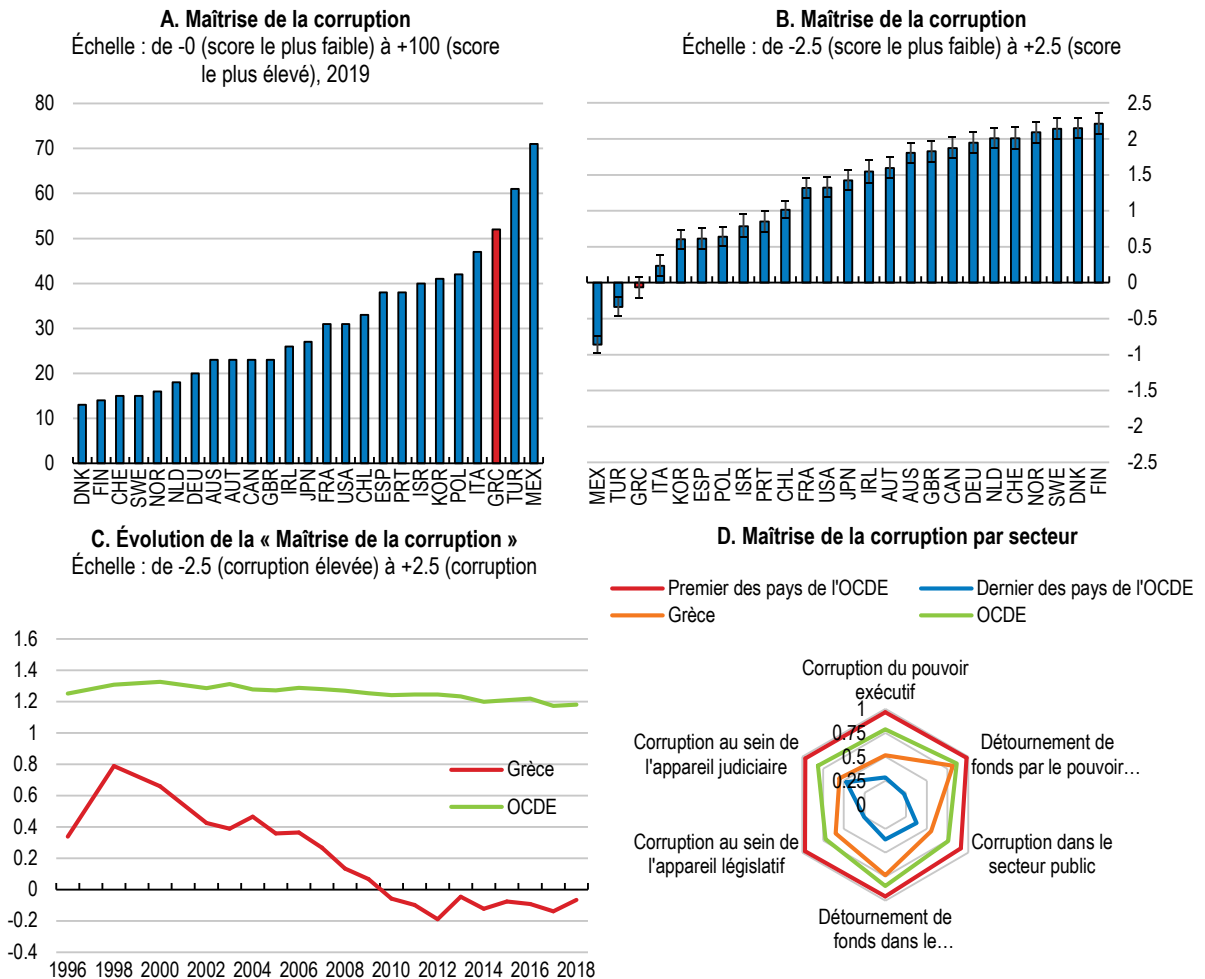 A. Maîtrise de la corruption
Échelle : de -0 (score le plus faible) à +100 (score
le plus élevé), 2019
80
70
60
50
40
30
20
10
0
DNK FIN CHE SWE NOR NLD DEU AUS AUT CAN GBR IRL JPN FRA USA CHL ESP PRT ISR KOR POL ITA GRC TUR MEX
B. Maîtrise de la corruption
Échelle : de -2.5 (score le plus faible) à +2.5 (score
2.5
2
1.5
1
0.5
0
-0.5
-1
-1.5
-2
-2.5
MEX TUR GRC ITA KOR ESP POL ISR PRT CHL FRA USA JPN IRL AUT AUS GBR CAN DEU NLD CHE NOR SWE DNK FIN
C. Évolution de la « Maîtrise de la corruption »
Échelle : de -2.5 (corruption élevée) à +2.5 (corruption
1.6
1.4
1.2
1
0.8
0.6
0.4
0.2
0
-0.2
-0.4
Grèce
OCDE
1996 1998 2000 2002 2004 2006 2008 2010 2012 2014 2016 2018
D. Maîtrise de la corruption par secteur
Premier des pays de l'OCDE
Dernier des pays de l'OCDE
Grèce
OCDE
Corruption du pouvoir
exécutif
1
0.75
0.5
0.25
0
Détournement de
fonds par le pouvoir…
Corruption dans le
secteur public
Détournement de
fonds dans le…
Corruption au sein de
l'appareil législatif
Corruption au sein de
l'appareil judiciaire